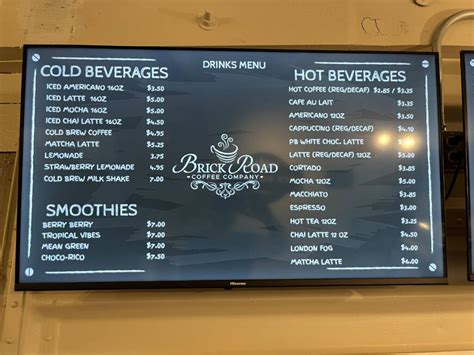 DRINKS MENU
COLD BEVERAGES
ICED AMERICANO 16OZ $3.50
ICED LATTE 16OZ $5.00
ICED MOCHA 16OZ $5.00
ICED CHAI LATTE 16OZ $4.50
COLD BREW COFFEE $4.95
MATCHA LATTE $5.25
LEMONADE 3.75
STRAWBERRY LEMONADE 4.95
COLD BREW MILK SHAKE 7.00
SMOOTHIES
BERRY BERRY $7.00
TROPICAL VIBES $7.00
MEAN GREEN $7.00
CHOCO-RICO $7.50
BRICK ROAD
COFFEE COMPANY
HOT BEVERAGES
HOT COFFEE (REG/DECAF) $2.85 / 3.35
CAFE AU LAIT $3.35
AMERICANO 12OZ $3.50
CAPPUCCINO (REG/DECAF) $4.10
PB WHITE CHOC. LATTE
LATTE (REG/DECAF) 12OZ $5.00
CORTADO $3.85
MOCHA 12OZ
MACCHIATO $3.85
ESPRESSO $3.00
HOT TEA 12OZ $3.25
CHAI LATTE 12 OZ $4.50
LONDON FOG $4.00
MATCHA LATTE $6.00
Hisense